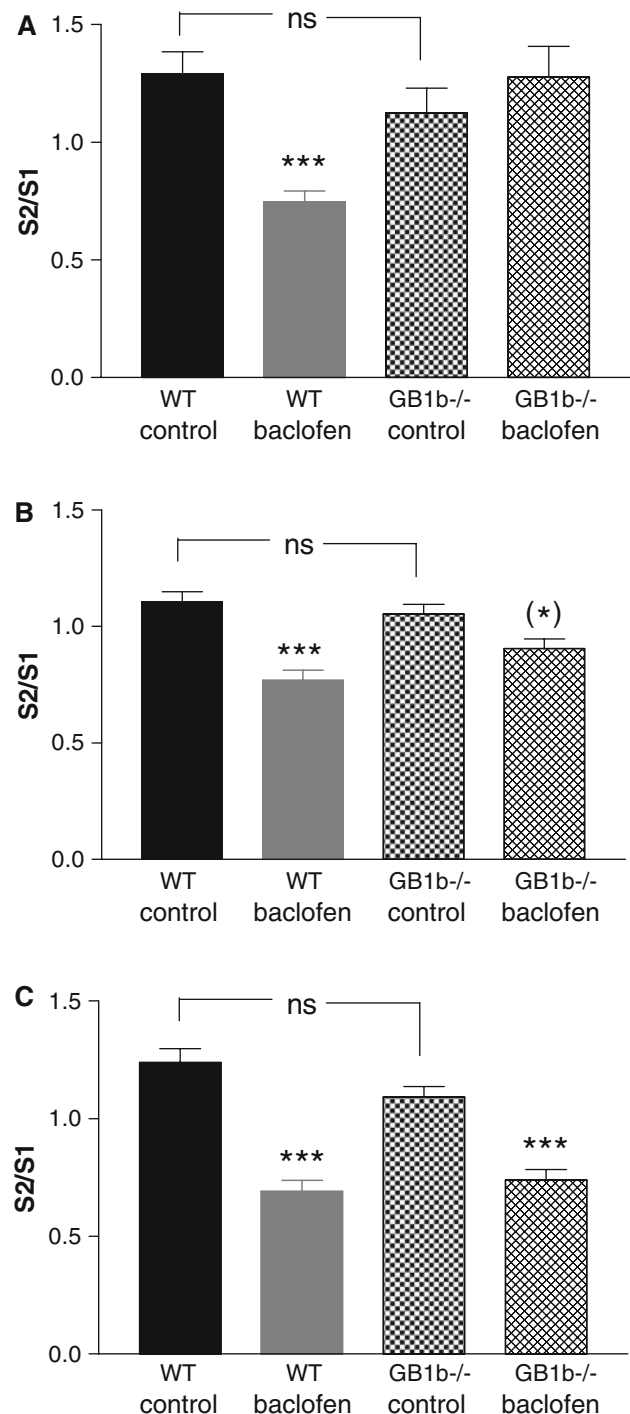 A
ns
1.5
1.0
0.5
0.0
S2/S1
***
WT control
WT baclofen
GB1b-/- control
GB1b-/- baclofen
B
ns
1.5
1.0
0.5
0.0
S2/S1
***
(*)
WT control
WT baclofen
GB1b-/- control
GB1b-/- baclofen
C
ns
1.5
1.0
0.5
0.0
S2/S1
***
***
WT control
WT baclofen
GB1b-/- control
GB1b-/- baclofen